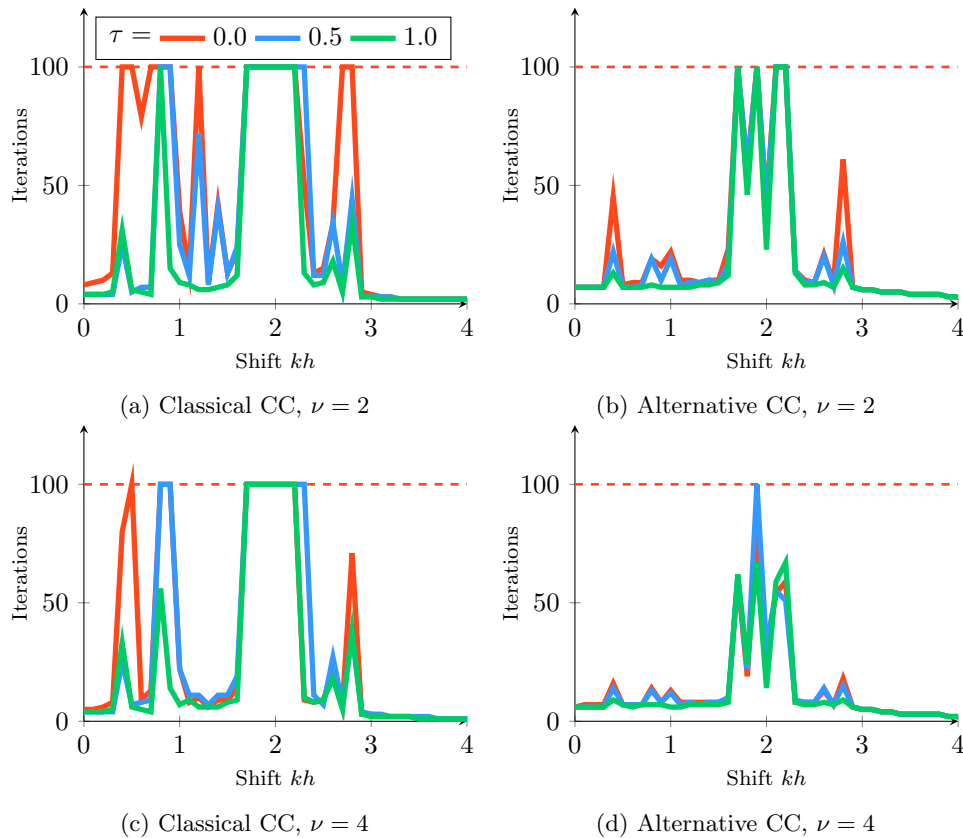 τ = 0.0 0.5 1.0
100
50
0
Iterations
0 1 2 3 4
Shift kh
(a) Classical CC, ν = 2
100
50
0
Iterations
0 1 2 3 4
Shift kh
(b) Alternative CC, ν = 2
100
50
0
Iterations
0 1 2 3 4
Shift kh
(c) Classical CC, ν = 4
100
50
0
Iterations
0 1 2 3 4
Shift kh
(d) Alternative CC, ν = 4